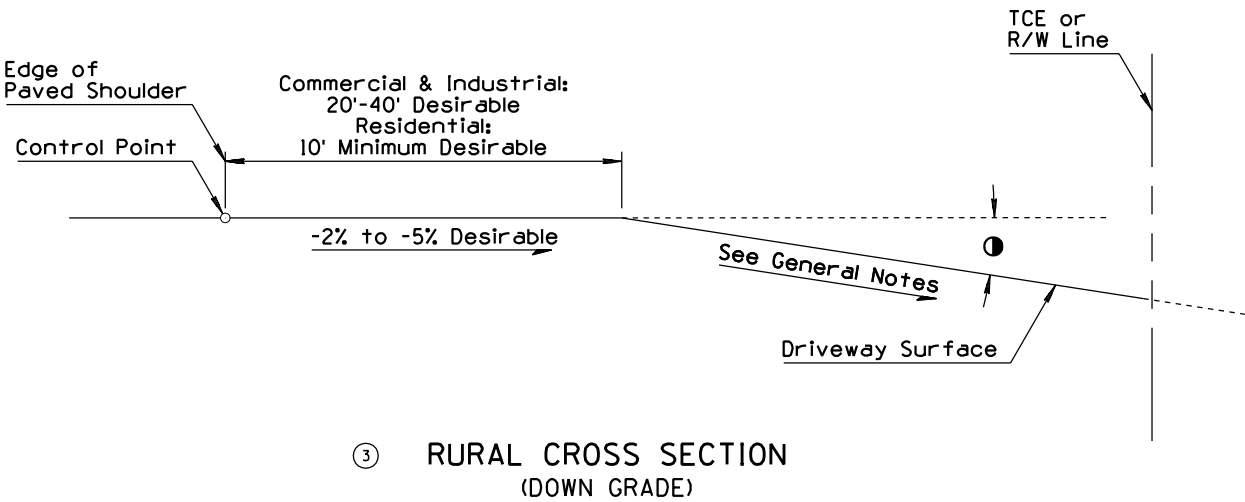 TCE or
R/W Line
Edge of
Paved Shoulder
Commercial & Industrial:
20'-40' Desirable
Residential:
10' Minimum Desirable
Control Point
-2% to -5% Desirable
See General Notes
Driveway Surface
3 RURAL CROSS SECTION
(DOWN GRADE)